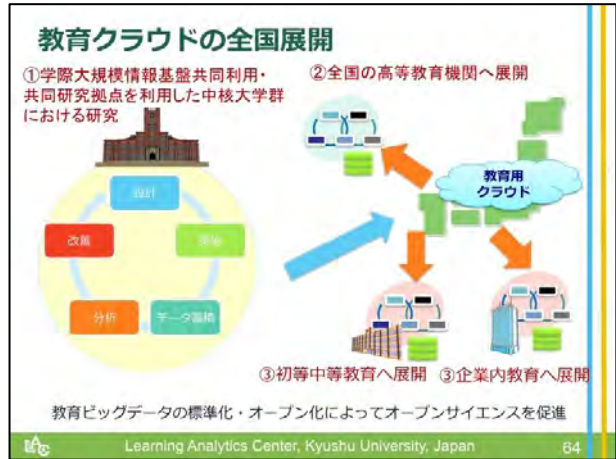 教育クラウドの全国展開
①学際大規模情報基盤共同利用・
共同研究拠点を利用した中核大学群
における研究
②全国の高等教育機関へ展開
教育用
クラウド
設計
改善
分析
データ蓄積
③初等中等教育へ展開
③企業内教育へ展開
教育ビッグデータの標準化・オープン化によってオープンサイエンスを促進
Learning Analytics Center, Kyushu University, Japan
64